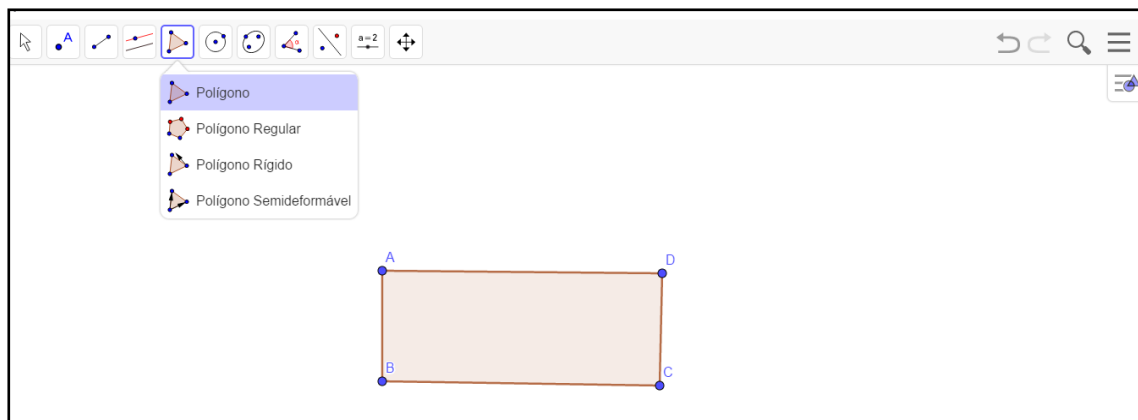 A
a=2
Polígono
Polígono Regular
Polígono Rígido
Polígono Semideformável
A
D
B
C